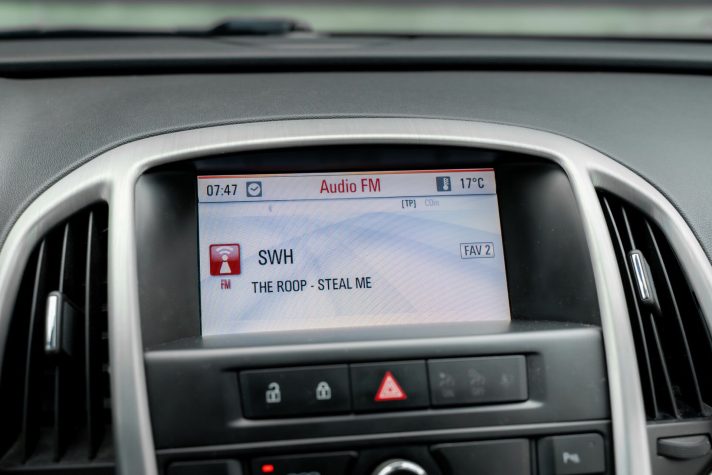 07:47 Audio FM 17°C
[TP]
SWH FAV 2
FM THE ROOP - STEAL ME